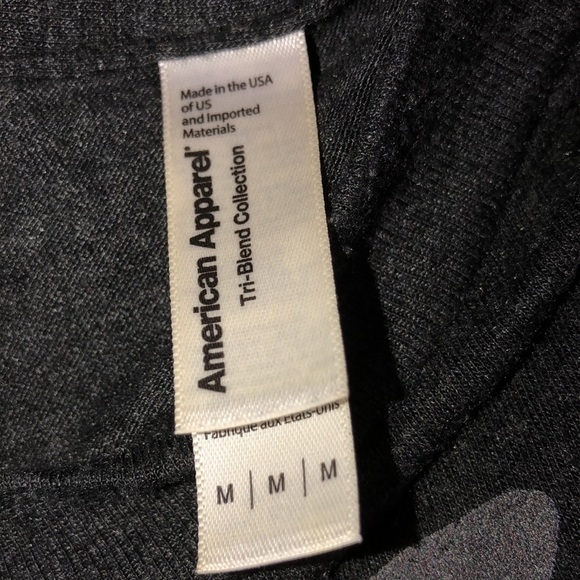 Made in the USA
of US
and Imported
Materials
American Apparel®
Tri-Blend Collection
Fabriqué aux États-Unis
M | M | M